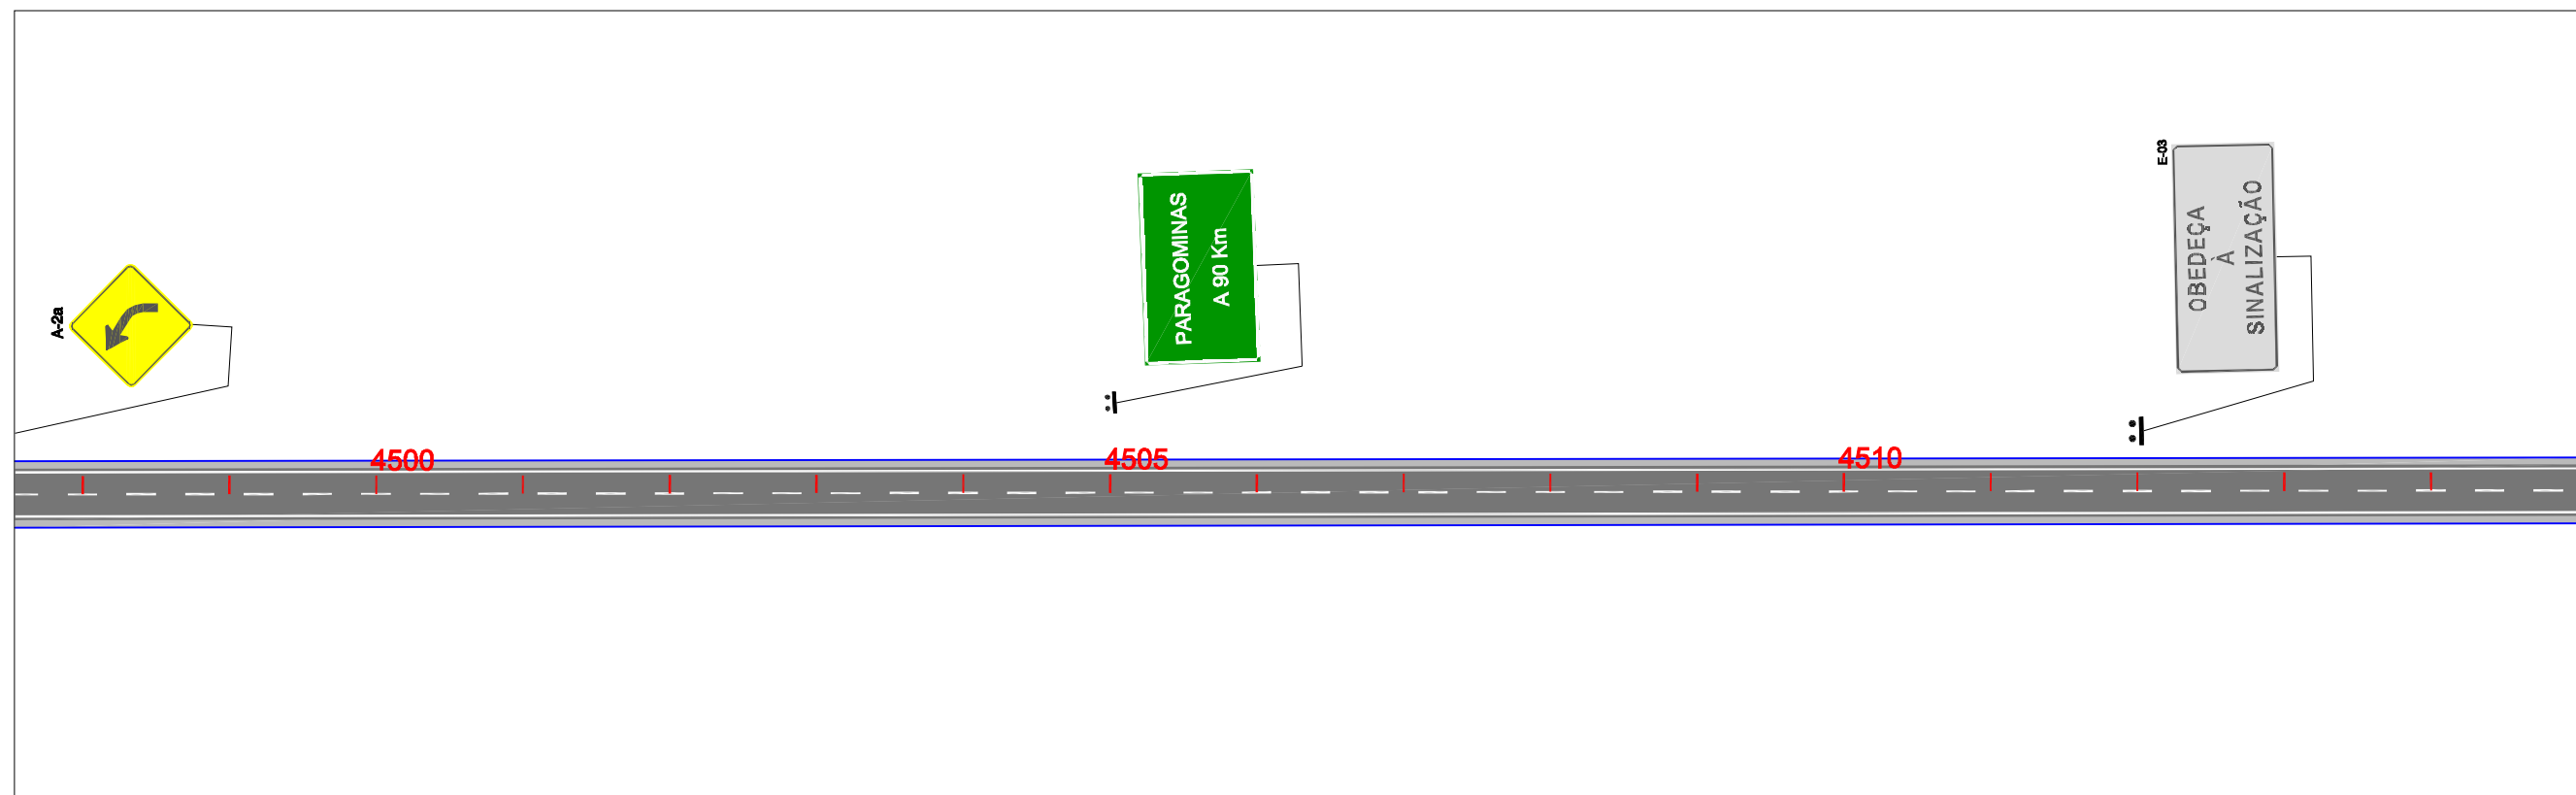 A-2a
PARAGOMINAS
A 90 Km
E-03
OBEDEÇA
À
SINALIZAÇÃO
4500
4505
4510